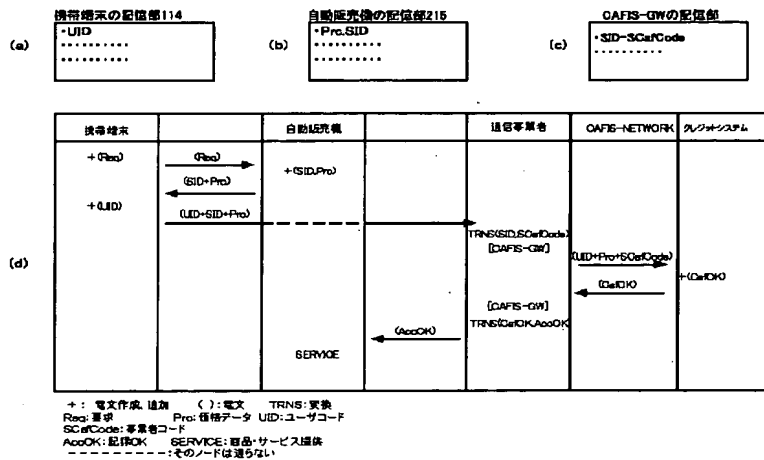 携帯端末の記憶部114
・UID
自動販売機の記憶部215
・Pro.SID
CAFIS-GWの記憶部
・SID-SCafCode
(a)
(b)
(c)
携帯端末
自動販売機
通信事業者
CAFIS-NETWORK
クレジットシステム
+(Req)
(Req)
+(SID.Pro)
(SID+Pro)
+(UID)
(UID+SID+Pro)
TRNS(SID,SCafCode)
[CAFIS-GW]
(UID+Pro+SCafCode)
+(CafOK)
(CafOK)
[CAFIS-GW]
TRNS(CafOK,AccOK)
(AccOK)
SERVICE
(d)
+: 電文作成,追加 ( ):電文 TRNS:変換
Req:要求 Pro:価格データ UID:ユーザコード
SCafCode:事業者コード
AccOK:記録OK SERVICE:商品・サービス提供
----------:そのノードは通らない